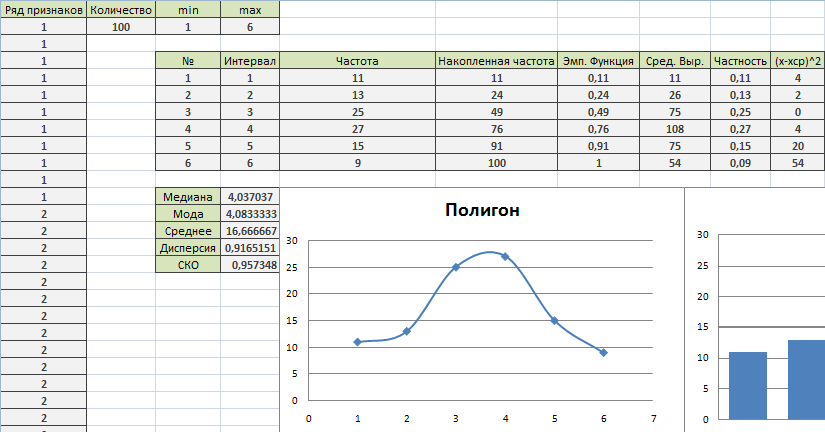 Ряд признаков Количество min max
1 100 1 6
1
1 № Интервал Частота Накопленная частота Эмп. Функция Сред. Выр. Частность (x-xср)^2
1 1 1 11 11 0,11 11 0,11 4
1 2 2 13 24 0,24 26 0,13 2
1 3 3 25 49 0,49 75 0,25 0
1 4 4 27 76 0,76 108 0,27 4
1 5 5 15 91 0,91 75 0,15 20
1 6 6 9 100 1 54 0,09 54
1
1 Медиана 4,037037
2 Мода 4,0833333
2 Среднее 16,666667
2 Дисперсия 0,9165151
2 СКО 0,957348
2
2
2
2
2
2
2
2
2
Полигон
30
25
20
15
10
5
0
0 1 2 3 4 5 6 7
30
25
20
15
10
5
0